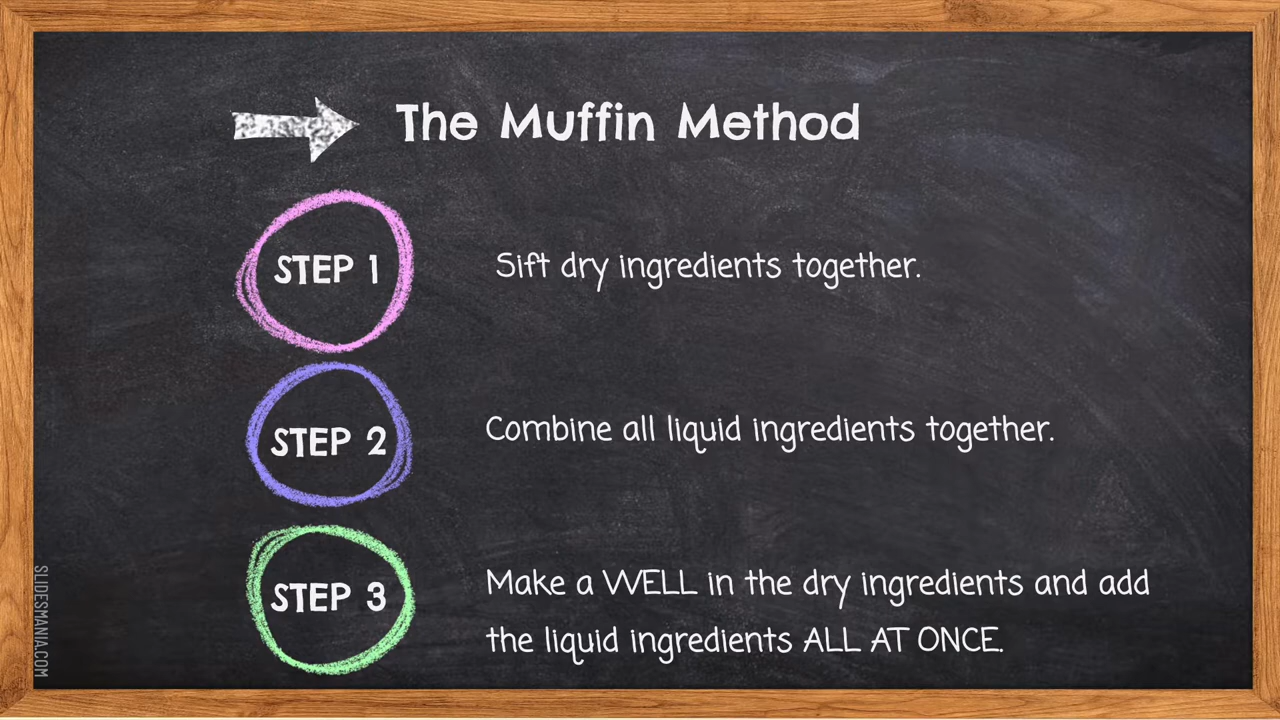 The Muffin Method
STEP 1
Sift dry ingredients together.
STEP 2
Combine all liquid ingredients together.
STEP 3
Make a WELL in the dry ingredients and add
the liquid ingredients ALL AT ONCE.
SLIDESMANIA.COM